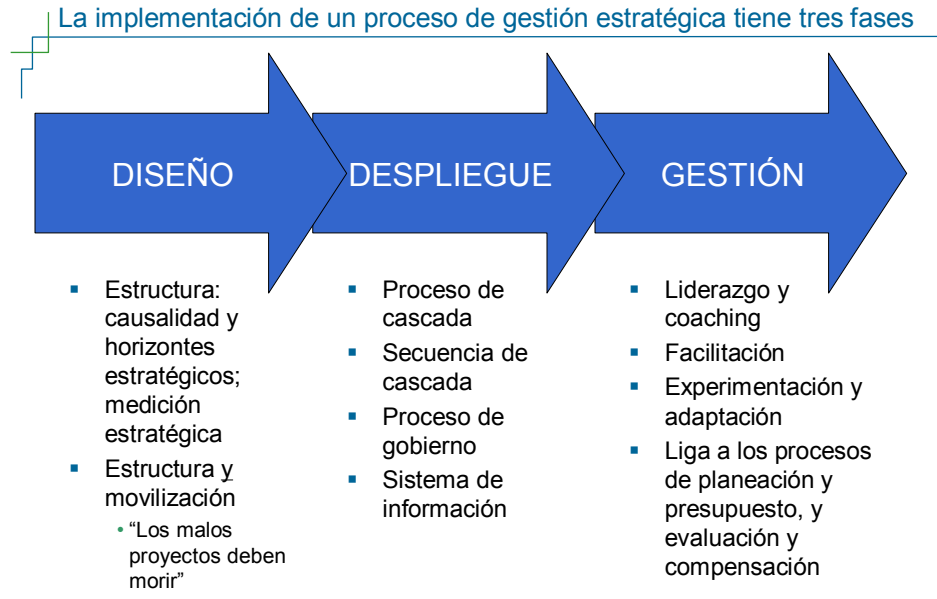 La implementación de un proceso de gestión estratégica tiene tres fases
DISEÑO
DESPLIEGUE
GESTIÓN
Estructura:
causalidad y
horizontes
estratégicos;
medición
estratégica
Estructura y
movilización
“Los malos
proyectos deben
morir”
Proceso de
cascada
Secuencia de
cascada
Proceso de
gobierno
Sistema de
información
Liderazgo y
coaching
Facilitación
Experimentación y
adaptación
Liga a los procesos
de planeación y
presupuesto, y
evaluación y
compensación